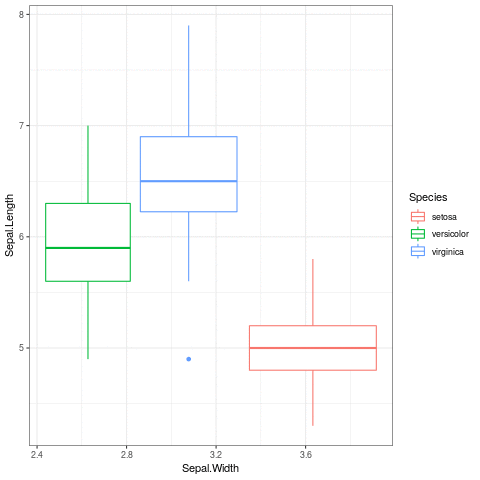 8
7
6
5
Sepal.Length
2.4 2.8 3.2 3.6
Sepal.Width
Species
setosa
versicolor
virginica